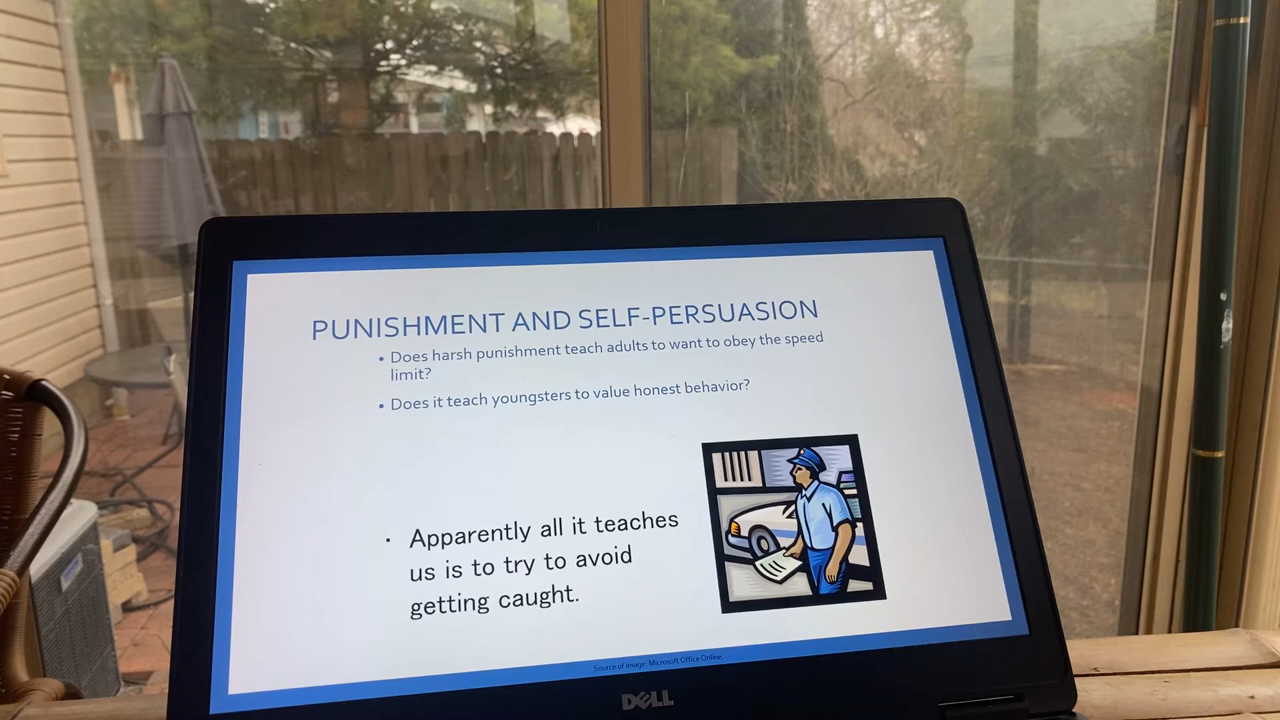 PUNISHMENT AND SELF-PERSUASION
• Does harsh punishment teach adults to want to obey the speed
limit?
• Does it teach youngsters to value honest behavior?
• Apparently all it teaches
us is to try to avoid
getting caught.
Source of image: Microsoft Office Online.
DELL